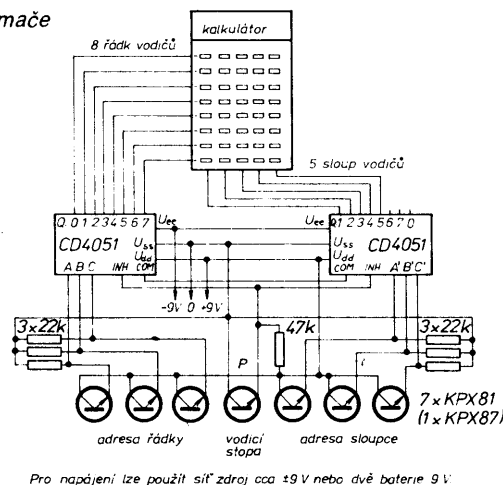 mače
kalkulátor
8 řádk vodičů
5 sloup vodičů
Q 0 1 2 3 4 5 6 7
Uee
Uee
Q1 2 3 4 5 6 7 0
Uss
Uss
CD4051
Udd
Udd
CD4051
A B C INH COM
COM INH A' B' C'
-9V 0 +9V
3x22k
47k
3x22k
P
7 x KPX81
(1x KPX87)
adresa řádky
vodicí
stopa
adresa sloupce
Pro napájení lze použít síť zdroj cca ±9 V nebo dvě baterie 9 V.